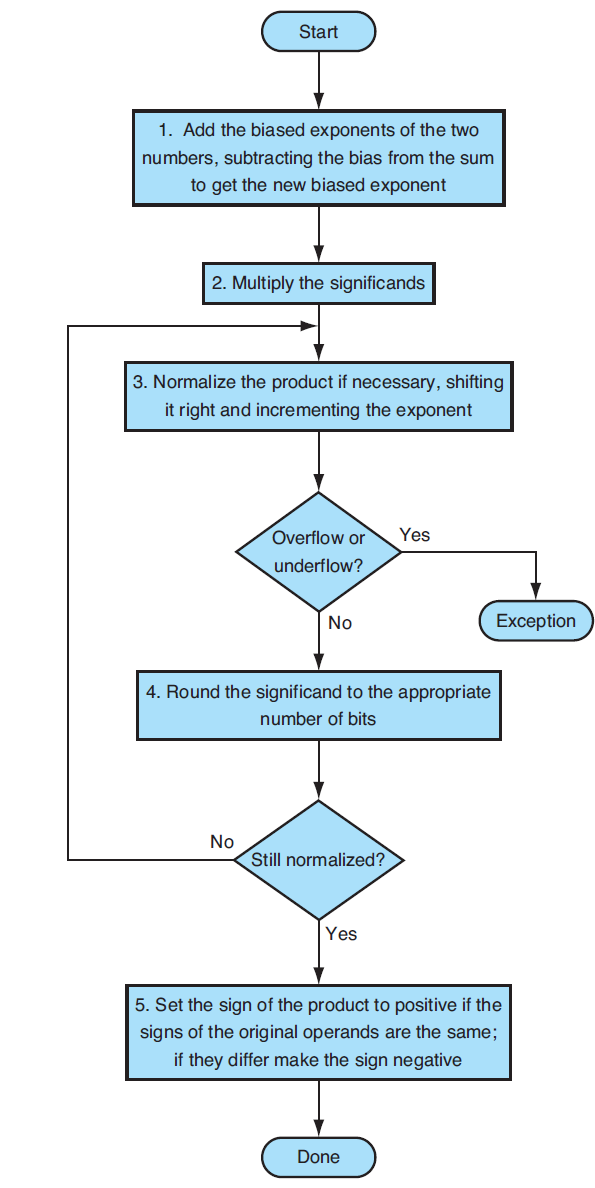 Start
1. Add the biased exponents of the two
numbers, subtracting the bias from the sum
to get the new biased exponent
2. Multiply the significands
3. Normalize the product if necessary, shifting
it right and incrementing the exponent
Overflow or
underflow?
Yes
Exception
No
4. Round the significand to the appropriate
number of bits
No
Still normalized?
Yes
5. Set the sign of the product to positive if the
signs of the original operands are the same;
if they differ make the sign negative
Done